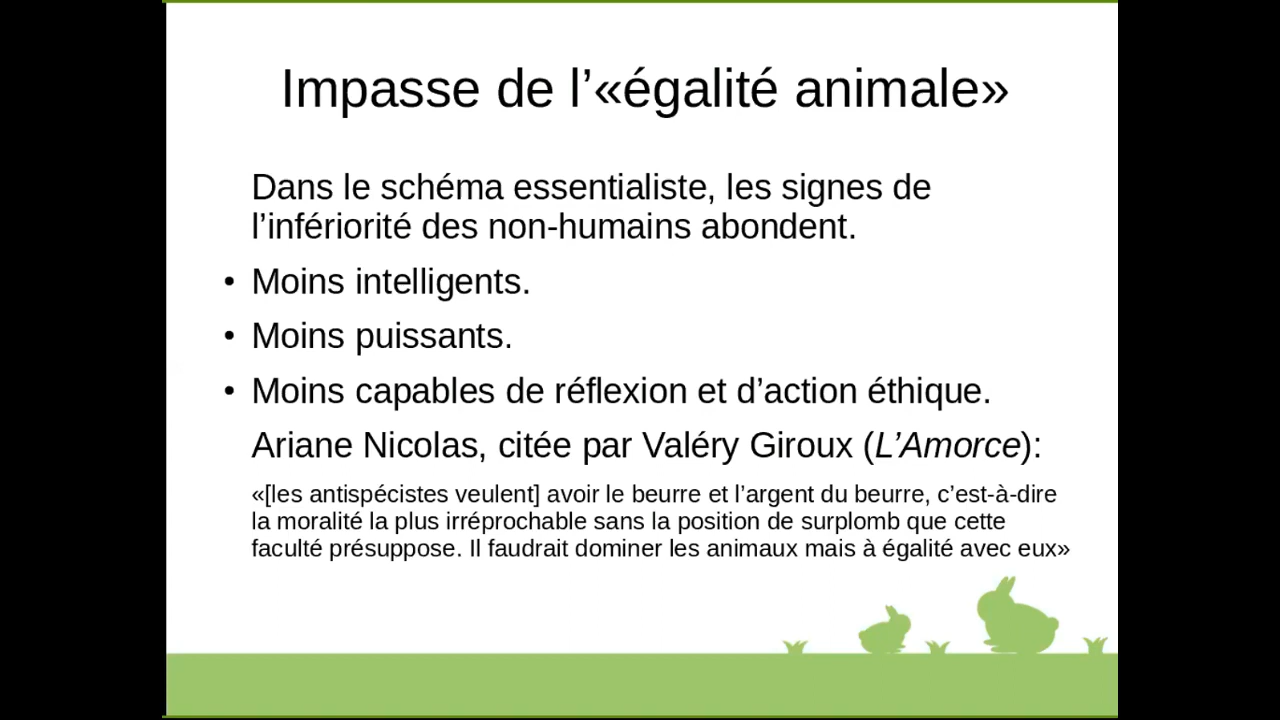 Impasse de l’«égalité animale»
Dans le schéma essentialiste, les signes de
l’infériorité des non-humains abondent.
• Moins intelligents.
• Moins puissants.
• Moins capables de réflexion et d’action éthique.
Ariane Nicolas, citée par Valéry Giroux (L’Amorce):
«[les antispécistes veulent] avoir le beurre et l’argent du beurre, c’est-à-dire
la moralité la plus irréprochable sans la position de surplomb que cette
faculté présuppose. Il faudrait dominer les animaux mais à égalité avec eux»